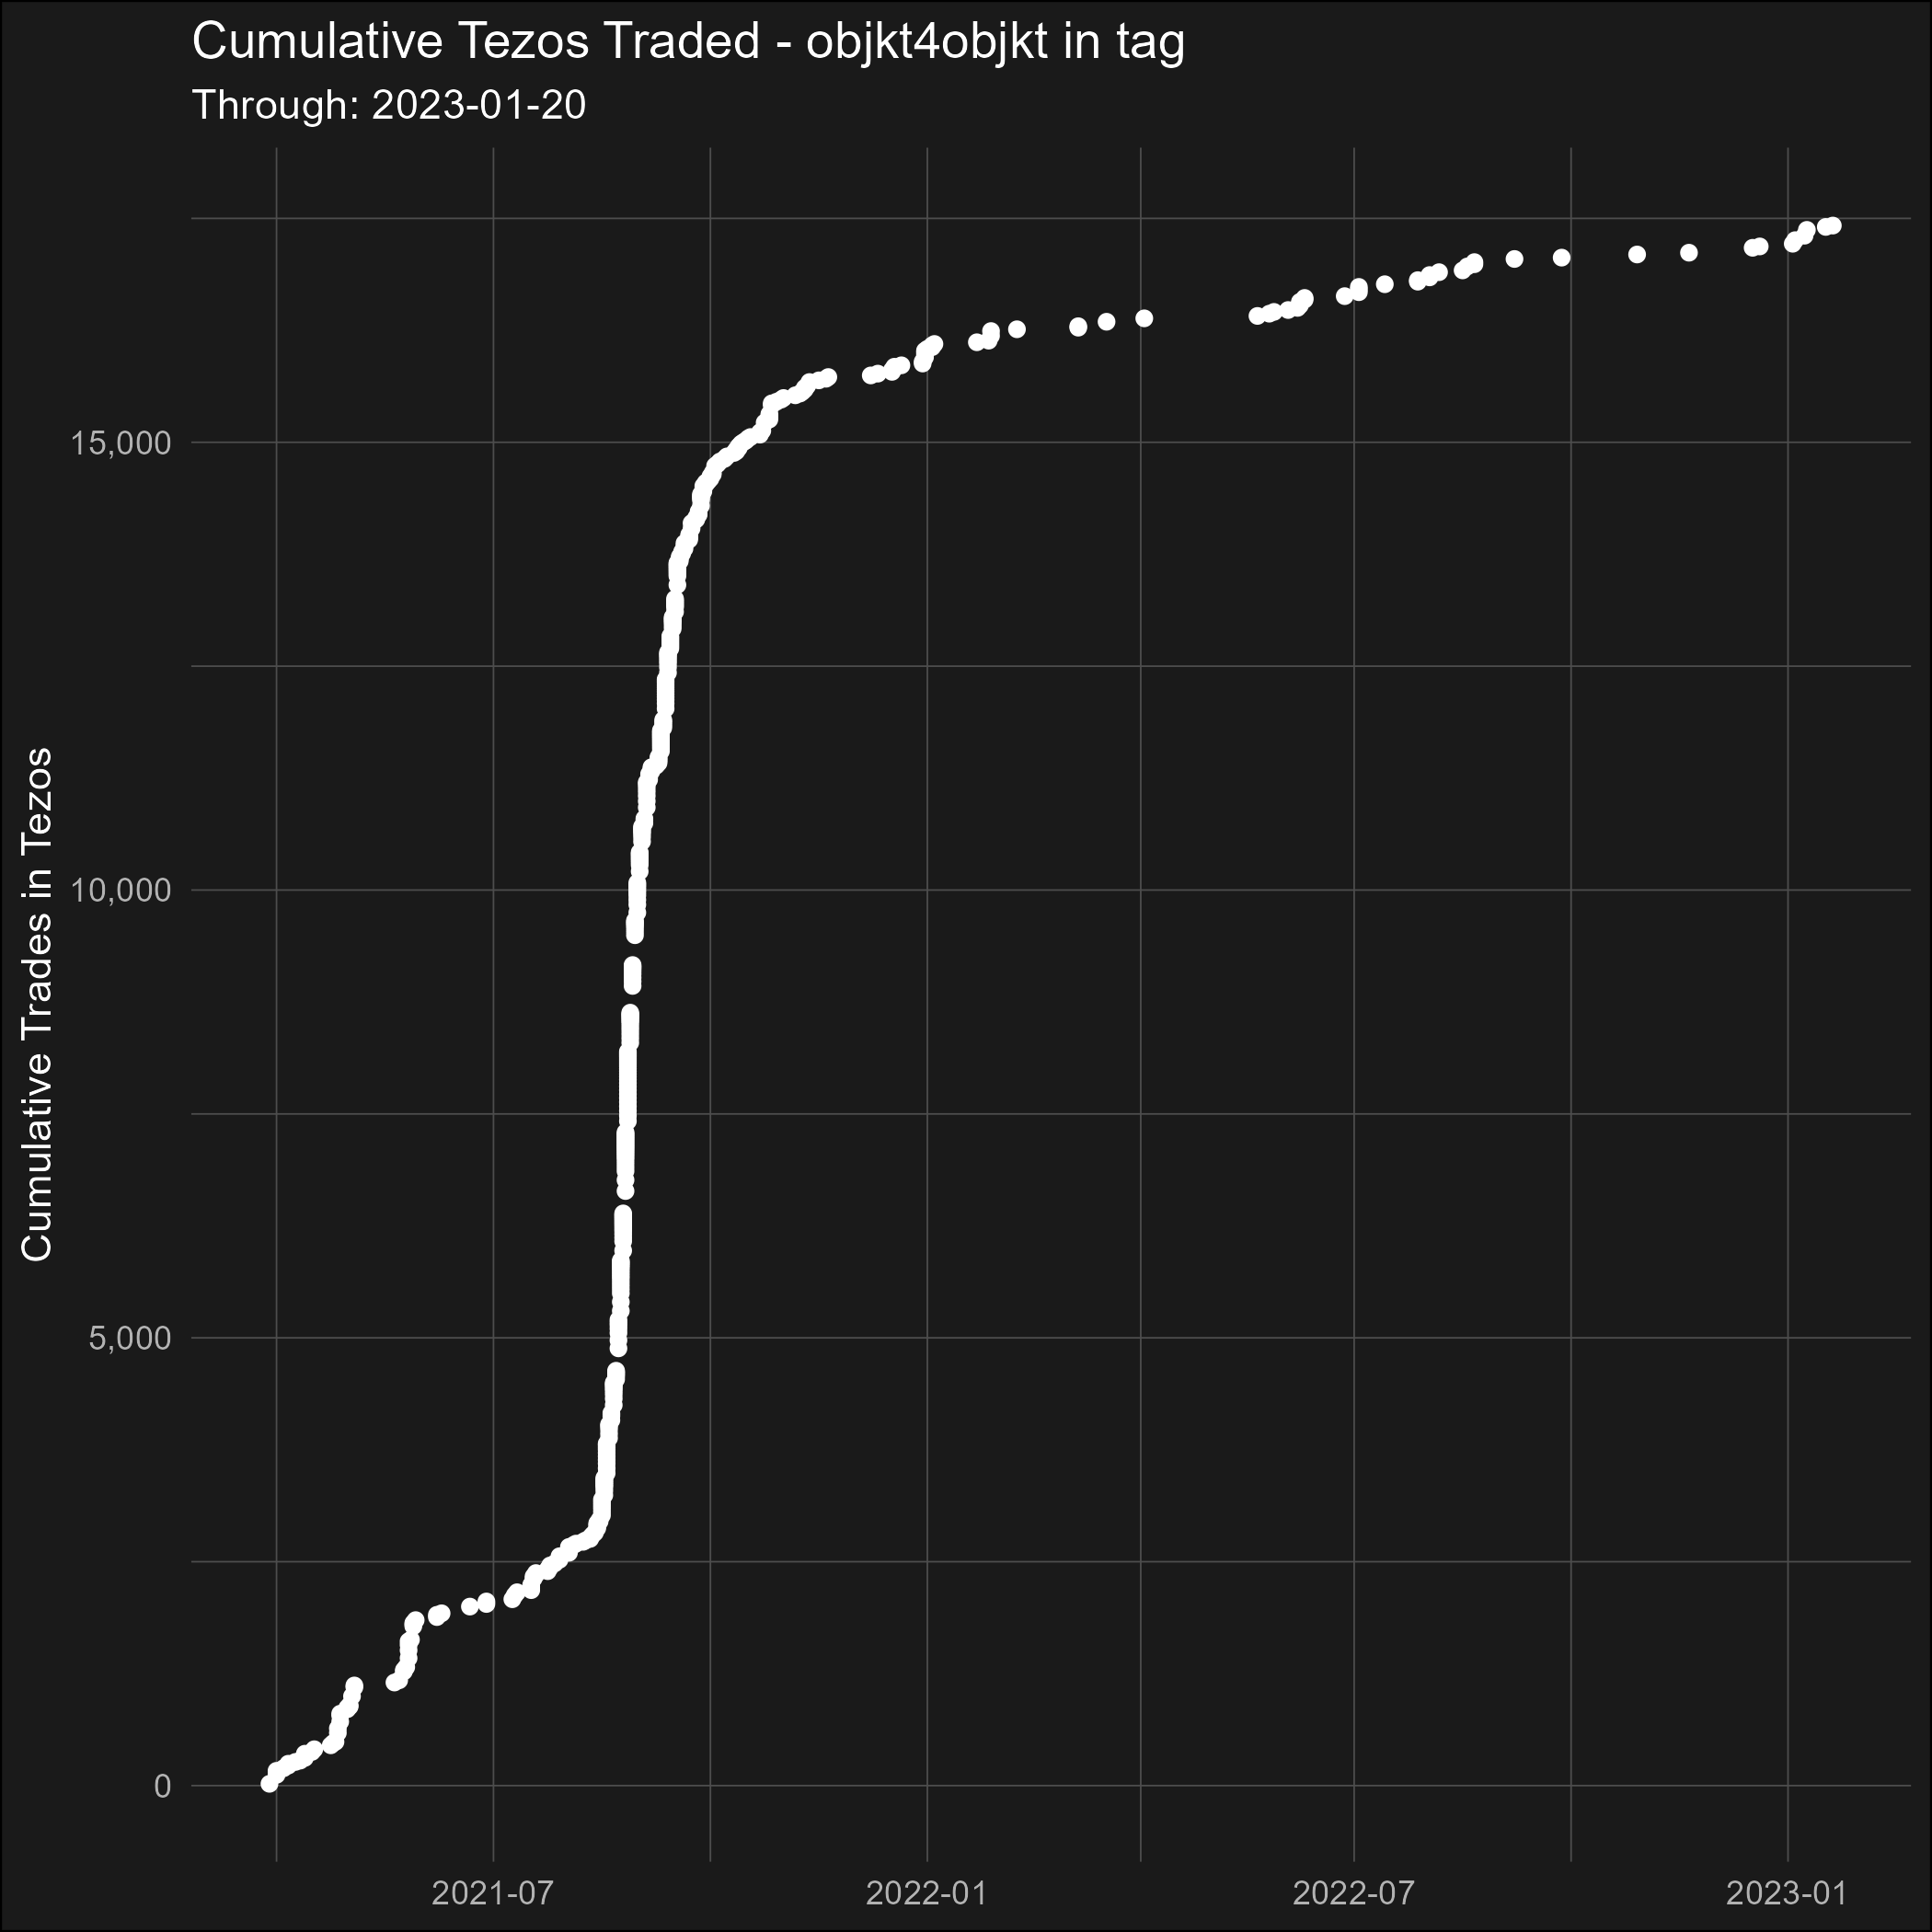 Cumulative Tezos Traded - objkt4objkt in tag
Through: 2023-01-20
Cumulative Trades in Tezos
15,000
10,000
5,000
0
2021-07
2022-01
2022-07
2023-01